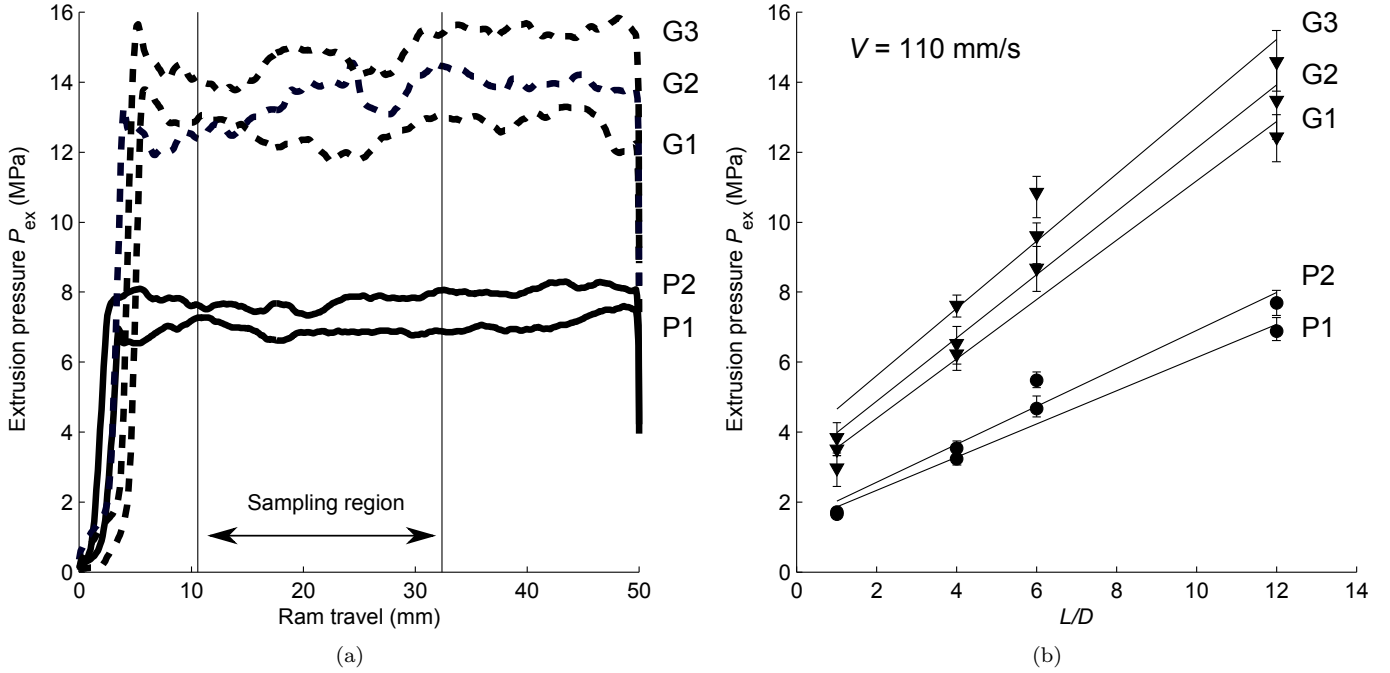 16
14
12
10
8
6
4
2
0
Extrusion pressure P_ex (MPa)
G3
G2
G1
P2
P1
Sampling region
0 10 20 30 40 50
Ram travel (mm)
(a)
16
14
12
10
8
6
4
2
0
Extrusion pressure P_ex (MPa)
V = 110 mm/s
G3
G2
G1
P2
P1
0 2 4 6 8 10 12 14
L/D
(b)